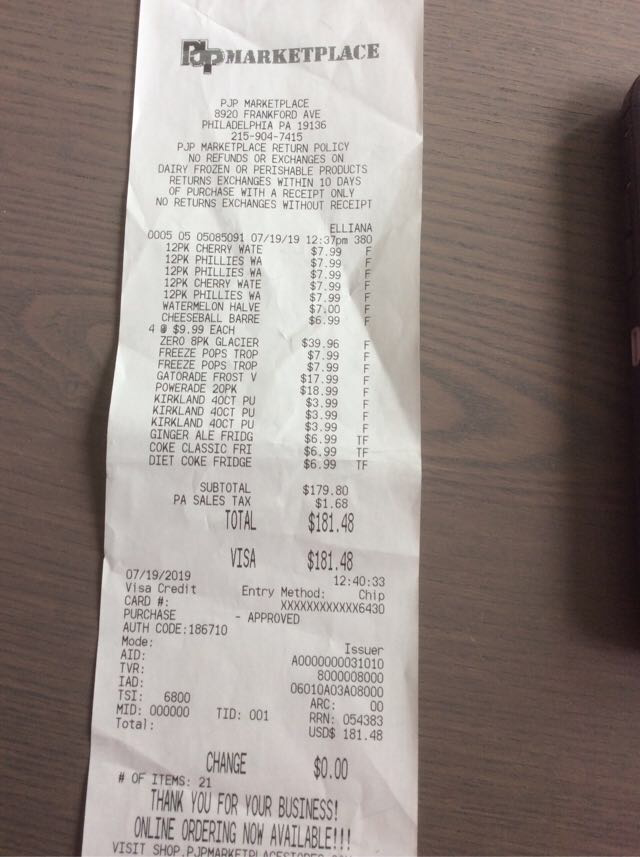 PJP MARKETPLACE
PJP MARKETPLACE
8920 FRANKFORD AVE
PHILADELPHIA PA 19136
215-904-7415
PJP MARKETPLACE RETURN POLICY
NO REFUNDS OR EXCHANGES ON
DAIRY FROZEN OR PERISHABLE PRODUCTS
RETURNS EXCHANGES WITHIN 10 DAYS
OF PURCHASE WITH A RECEIPT ONLY
NO RETURNS EXCHANGES WITHOUT RECEIPT
ELLIANA
0005 05 05085091 07/19/19 12:37pm 380
12PK CHERRY WATE $7.99 F
12PK PHILLIES WA $7.99 F
12PK PHILLIES WA $7.99 F
12PK CHERRY WATE $7.99 F
12PK PHILLIES WA $7.99 F
WATERMELON HALVE $7.00 F
CHEESEBALL BARRE $6.99 F
4 @ $9.99 EACH
ZERO 8PK GLACIER $39.96 F
FREEZE POPS TROP $7.99 F
FREEZE POPS TROP $7.99 F
GATORADE FROST V $17.99 F
POWERADE 20PK $18.99 F
KIRKLAND 40CT PU $3.99 F
KIRKLAND 40CT PU $3.99 F
KIRKLAND 40CT PU $3.99 F
GINGER ALE FRIDG $6.99 TF
COKE CLASSIC FRI $6.99 TF
DIET COKE FRIDGE $6.99 TF
SUBTOTAL $179.80
PA SALES TAX $1.68
TOTAL $181.48
VISA $181.48
07/19/2019 12:40:33
Visa Credit Entry Method: Chip
CARD #: XXXXXXXXXXXX6430
PURCHASE - APPROVED
AUTH CODE:186710
Mode: Issuer
AID: A0000000031010
TVR: 8000008000
IAD: 06010A03A08000
TSI: 6800 ARC: 00
MID: 000000 TID: 001 RRN: 054383
Total: USD$ 181.48
CHANGE $0.00
# OF ITEMS: 21
THANK YOU FOR YOUR BUSINESS!
ONLINE ORDERING NOW AVAILABLE!!!
VISIT SHOP.PJPMARKETPLACESTORES